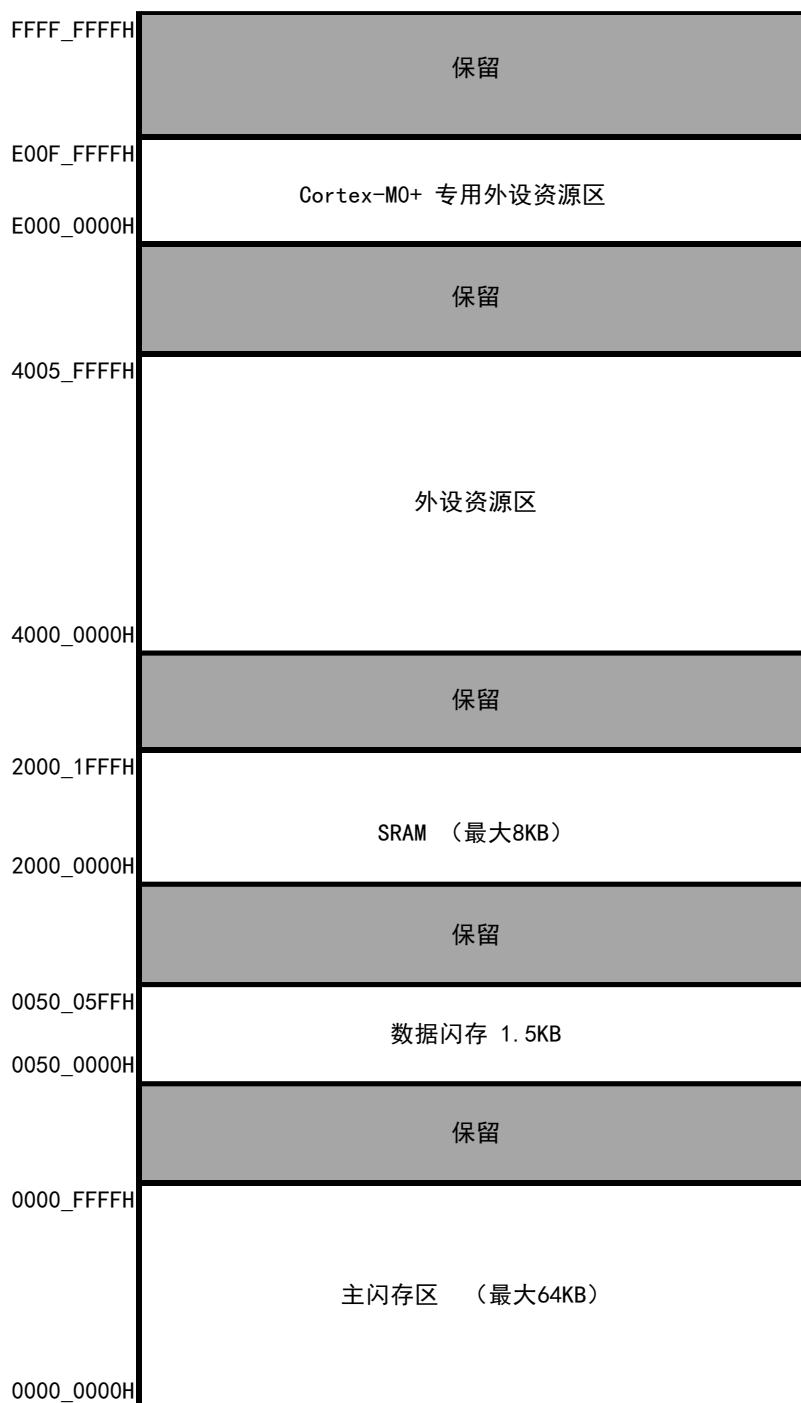 FFFF_FFFFH
保留
E00F_FFFFH
Cortex-M0+ 专用外设资源区
E000_0000H
保留
4005_FFFFH
外设资源区
4000_0000H
保留
2000_1FFFH
SRAM （最大8KB）
2000_0000H
保留
0050_05FFH
数据闪存 1.5KB
0050_0000H
保留
0000_FFFFH
主闪存区 （最大64KB）
0000_0000H